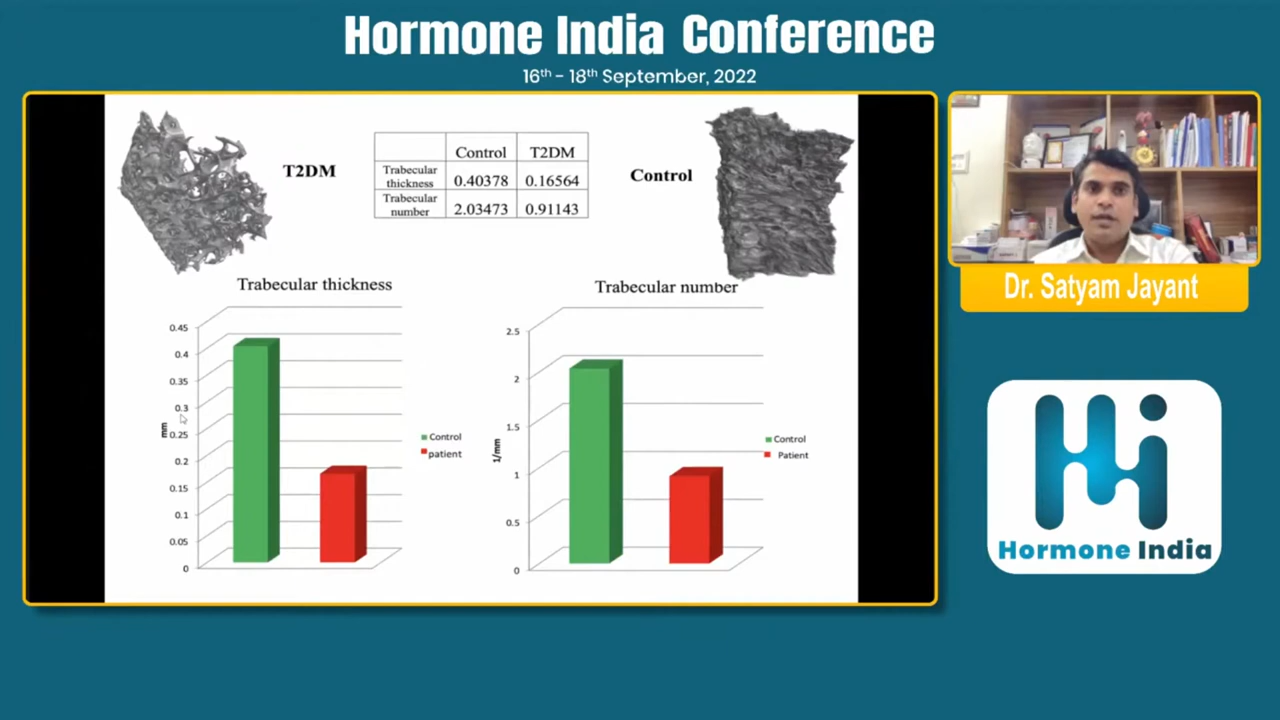 Hormone India Conference
16th - 18th September, 2022
T2DM
Control T2DM
Trabecular thickness 0.40378 0.16564
Trabecular number 2.03473 0.91143
Control
Trabecular thickness
0.45
0.4
0.35
0.3
0.25
0.2
0.15
0.1
0.05
0
mm
Control
patient
Trabecular number
2.5
2
1.5
1
0.5
0
1/mm
Control
Patient
Dr. Satyam Jayant
Hormone India